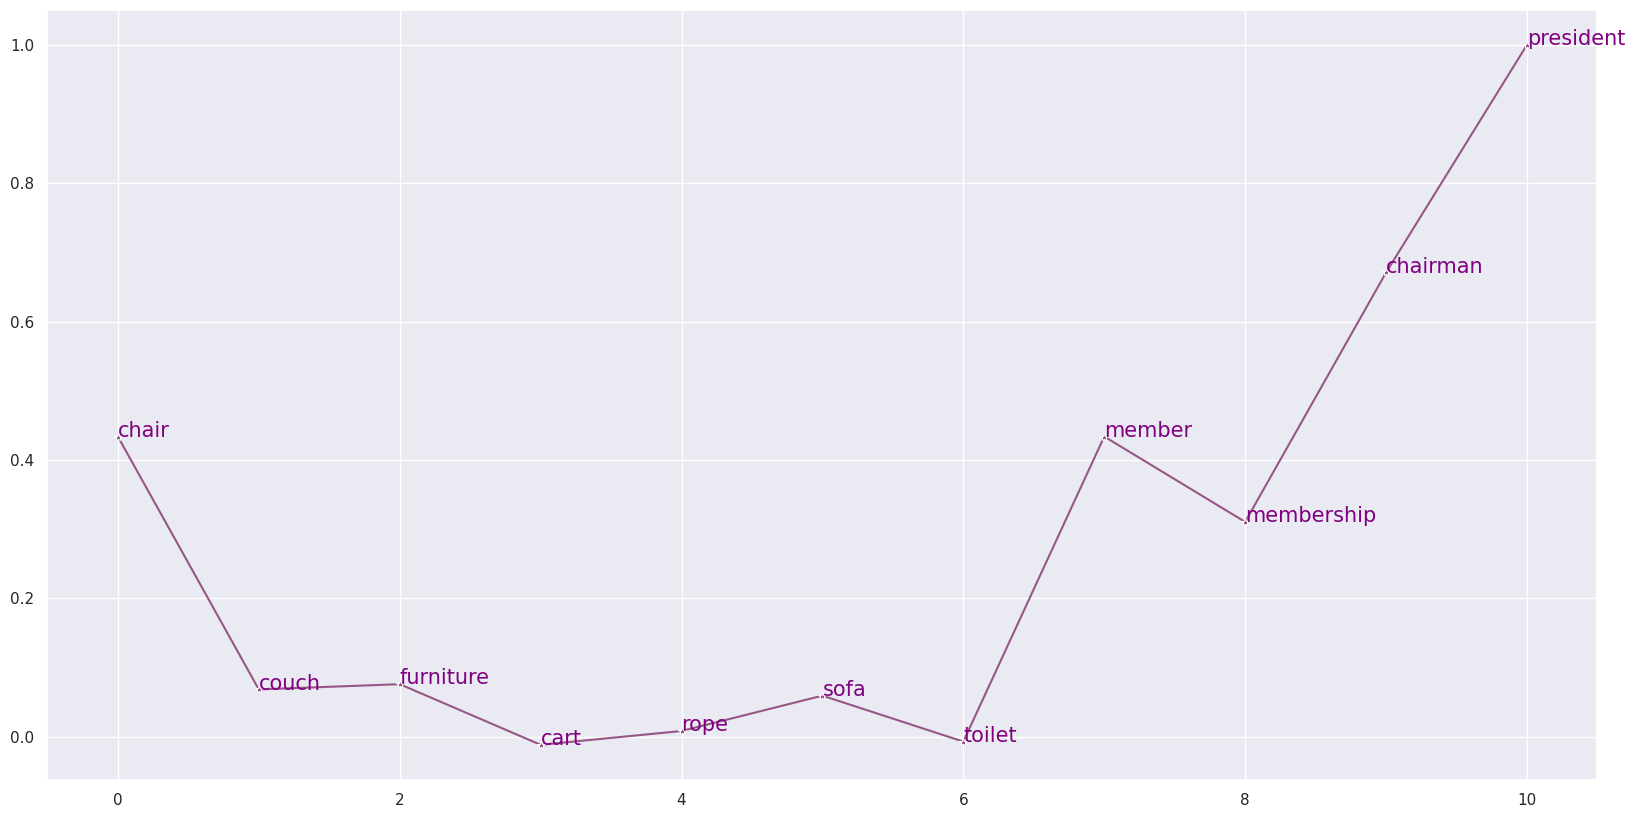 president
1.0
0.8
chairman
0.6
chair
member
0.4
membership
0.2
couch
furniture
sofa
rope
cart
toilet
0.0
0
2
4
6
8
10